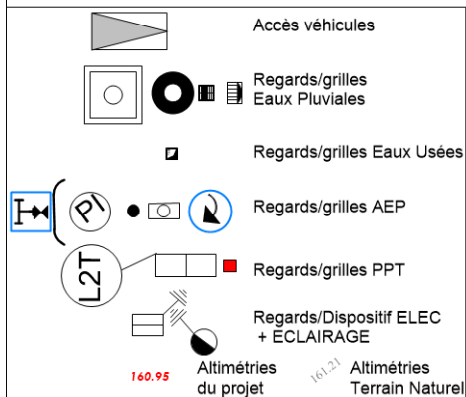 Accès véhicules
Regards/grilles
Eaux Pluviales
Regards/grilles Eaux Usées
PI
Regards/grilles AEP
L2T
Regards/grilles PPT
Regards/Dispositif ELEC
+ ECLAIRAGE
160.95 Altimétries
du projet
161.21 Altimétries
Terrain Naturel